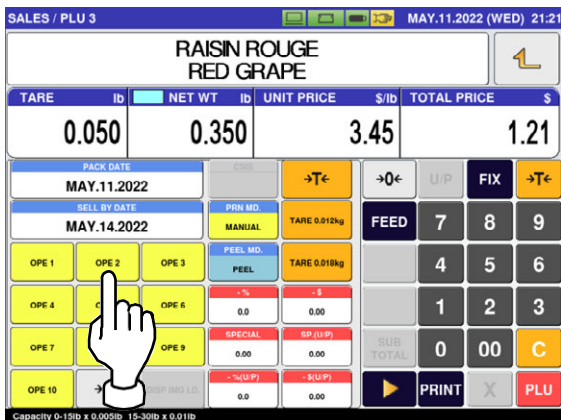 SALES / PLU 3 MAY.11.2022 (WED) 21:21
RAISIN ROUGE
RED GRAPE
TARE lb NET WT lb UNIT PRICE $/lb TOTAL PRICE $
0.050 0.350 3.45 1.21
PACK DATE
MAY.11.2022
→T← →0← U/P FIX →T←
SELL BY DATE
MAY.14.2022
PRN MD.
MANUAL
TARE 0.012kg FEED 7 8 9
OPE 1 OPE 2 OPE 3
PEEL MD.
PEEL
TARE 0.018kg 4 5 6
OPE 4 OPE 6
- %
0.0
- $
0.00
1 2 3
OPE 7 OPE 9
SPECIAL
0.00
SP.(U/P)
0.00
SUB
TOTAL
0 00 C
OPE 10 DISP IMG LD.
- %(U/P)
0.0
- $(U/P)
0.00
PRINT X PLU
Capacity 0-15lb x 0.005lb 15-30lb x 0.01lb